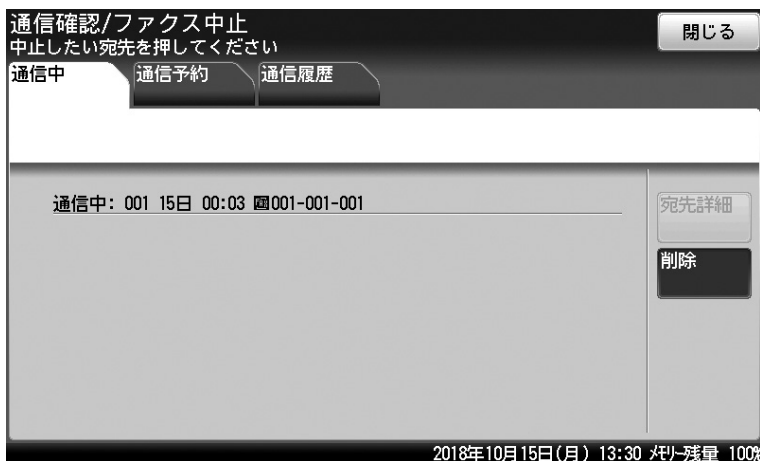 通信確認/ファクス中止
中止したい宛先を押してください
閉じる
通信中
通信予約
通信履歴
通信中: 001 15日 00:03 001-001-001
宛先詳細
削除
2018年10月15日(月) 13:30 メモリー残量 100%